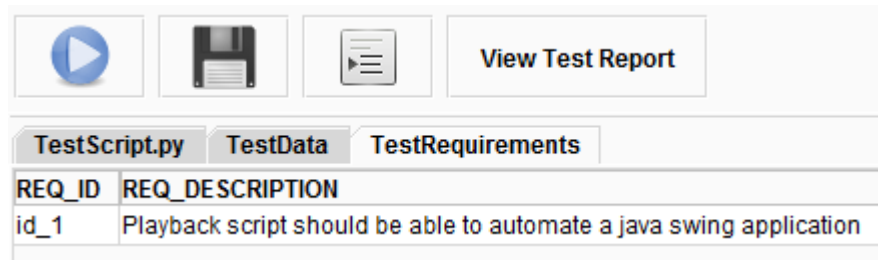 View Test Report
TestScript.py TestData TestRequirements
REQ_ID REQ_DESCRIPTION
id_1 Playback script should be able to automate a java swing application